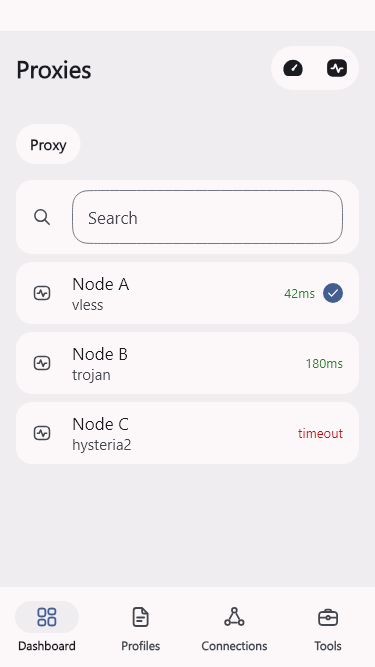 Proxies
Proxy
Search
Node A
vless
42ms
Node B
trojan
180ms
Node C
hysteria2
timeout
Dashboard
Profiles
Connections
Tools